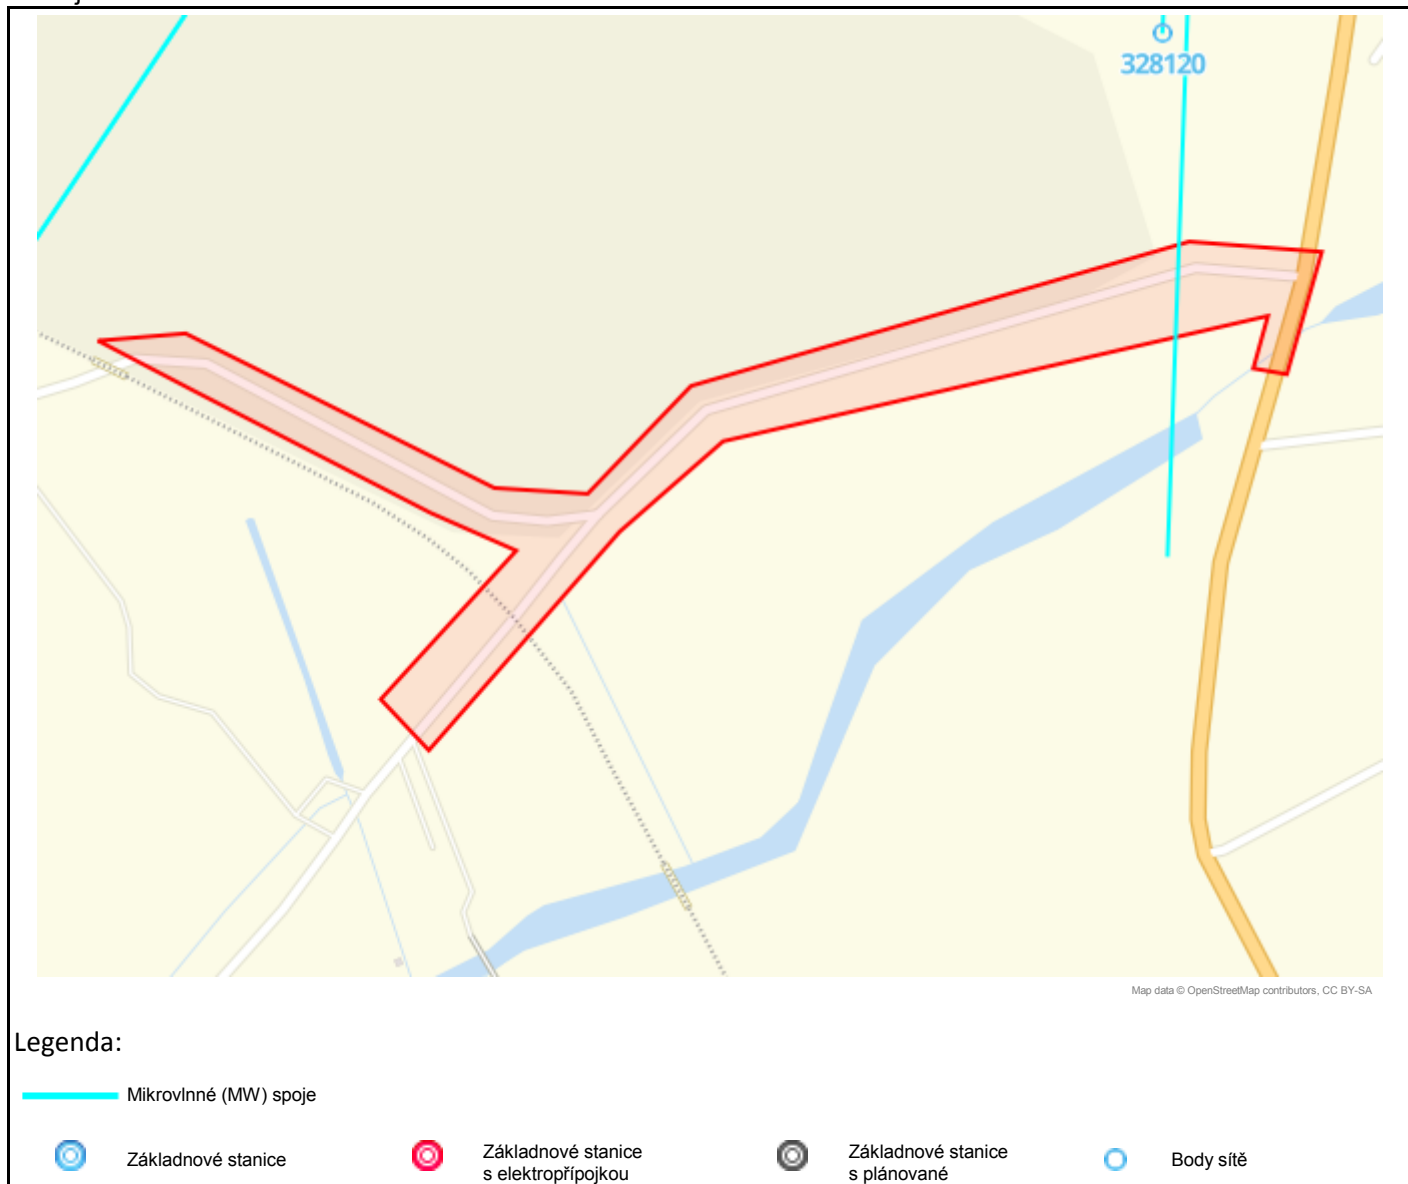 328120
Map data © OpenStreetMap contributors, CC BY-SA
Legenda:
Mikrovlnné (MW) spoje
Základnové stanice
Základnové stanice
s elektropřípojkou
Základnové stanice
s plánované
Body sítě